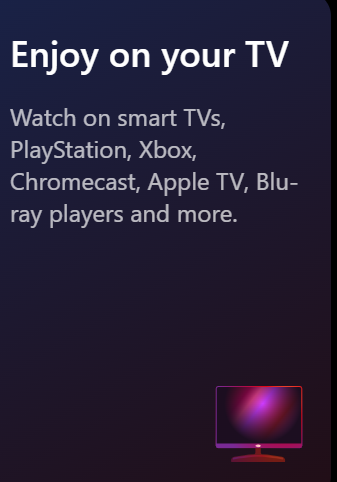 Enjoy on your TV
Watch on smart TVs,
PlayStation, Xbox,
Chromecast, Apple TV, Blu-
ray players and more.